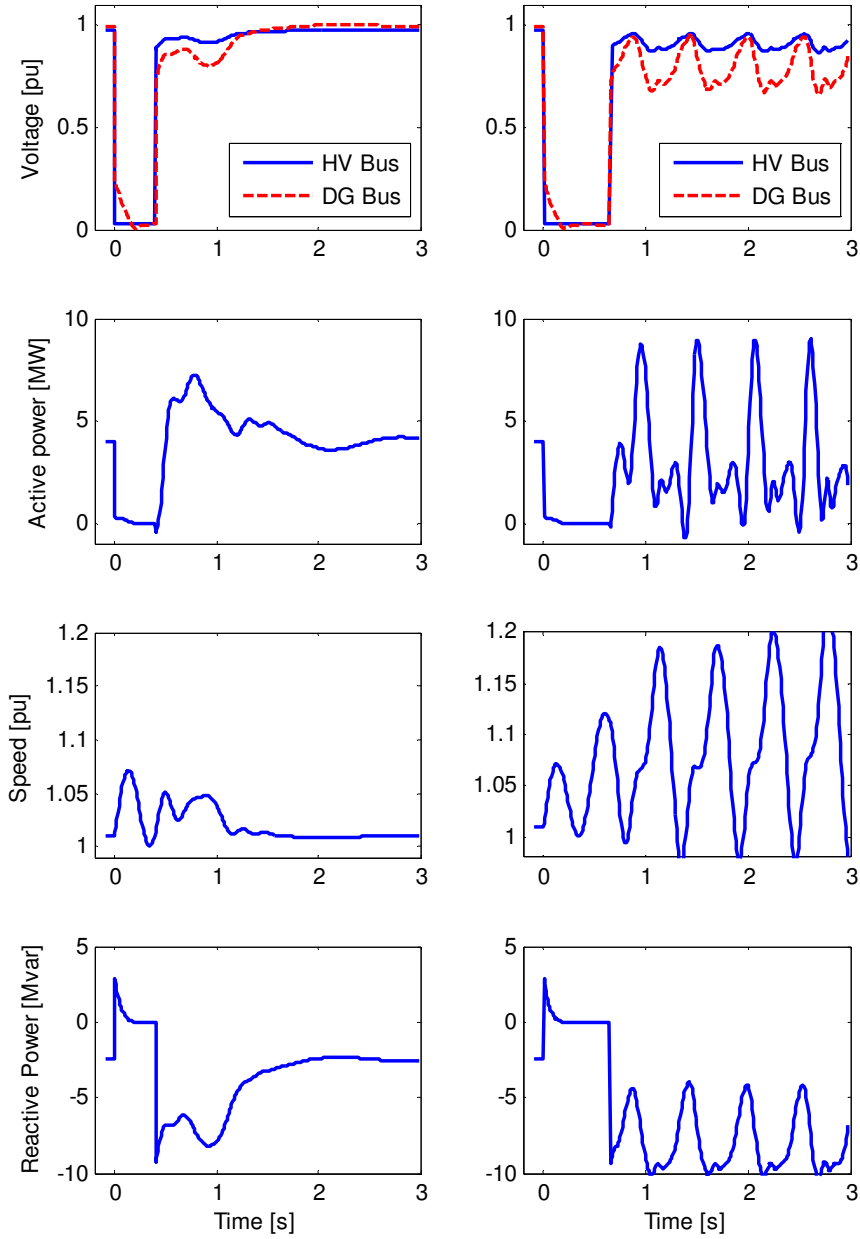 Voltage [pu]
1
0.5
0
HV Bus
DG Bus
0 1 2 3
1
0.5
0
HV Bus
DG Bus
0 1 2 3
Active power [MW]
10
5
0
0 1 2 3
10
5
0
0 1 2 3
Speed [pu]
1.2
1.15
1.1
1.05
1
0 1 2 3
1.2
1.15
1.1
1.05
1
0 1 2 3
Reactive Power [Mvar]
5
0
-5
-10
0 1 2 3
Time [s]
5
0
-5
-10
0 1 2 3
Time [s]